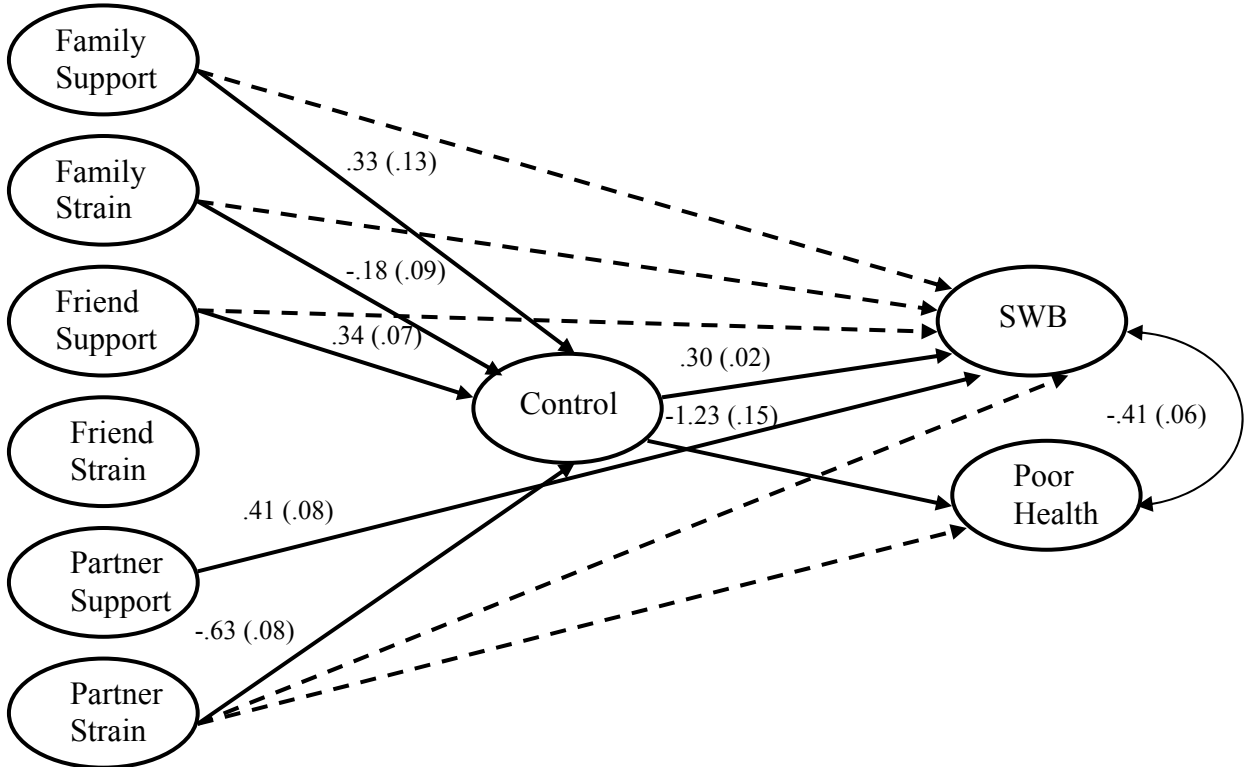 Family
Support
.33 (.13)
Family
Strain
-.18 (.09)
Friend
Support
.34 (.07)
SWB
.30 (.02)
Control
-1.23 (.15)
-.41 (.06)
Friend
Strain
Poor
Health
.41 (.08)
Partner
Support
-.63 (.08)
Partner
Strain